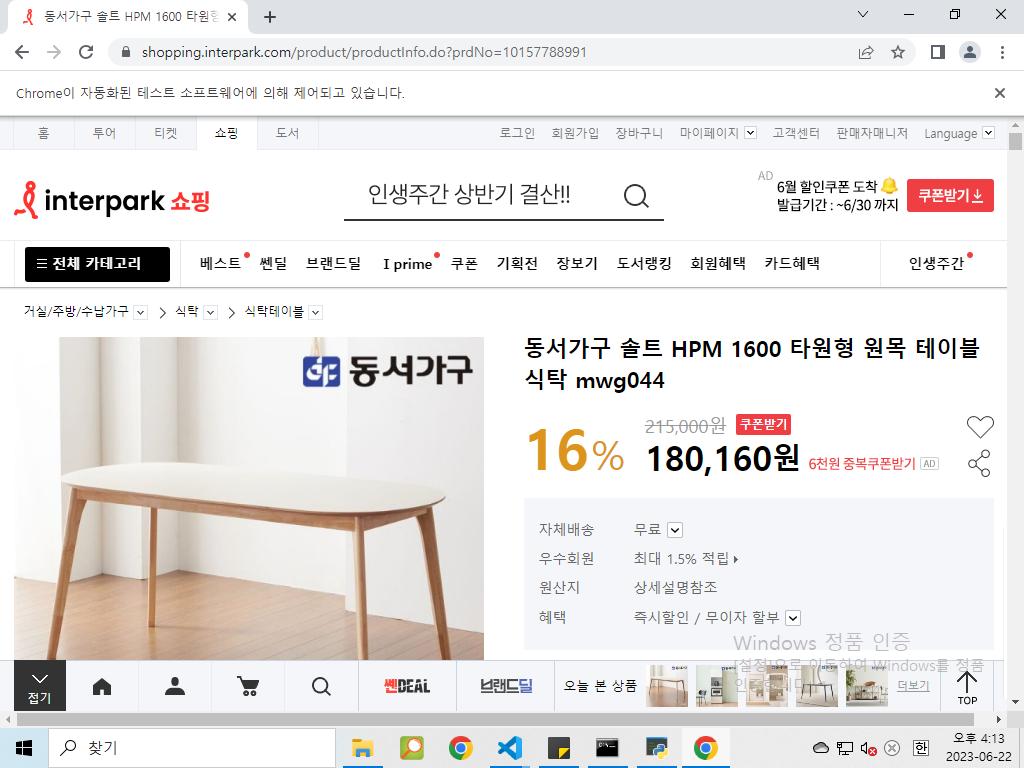 동서가구 솔트 HPM 1600 타원형
shopping.interpark.com/product/productInfo.do?prdNo=10157788991
Chrome이 자동화된 테스트 소프트웨어에 의해 제어되고 있습니다.
홈 투어 티켓 쇼핑 도서 로그인 회원가입 장바구니 마이페이지 고객센터 판매자매니저 Language
interpark 쇼핑
인생주간 상반기 결산!!
AD
6월 할인쿠폰 도착
발급기간 : ~6/30 까지
쿠폰받기
전체 카테고리 베스트 쎈딜 브랜드딜 I prime 쿠폰 기획전 장보기 도서랭킹 회원혜택 카드혜택 인생주간
거실/주방/수납가구 식탁 식탁테이블
동서가구
동서가구 솔트 HPM 1600 타원형 원목 테이블
식탁 mwg044
16%
215,000원 쿠폰받기
180,160원 6천원 중복쿠폰받기 AD
자체배송 무료
우수회원 최대 1.5% 적립
원산지 상세설명참조
혜택 즉시할인 / 무이자 할부
Windows 정품 인증
[설정]으로 이동하여 Windows를 정품
접기
쎈DEAL
브랜드딜
오늘 본 상품
더보기
TOP
찾기
한
오후 4:13
2023-06-22